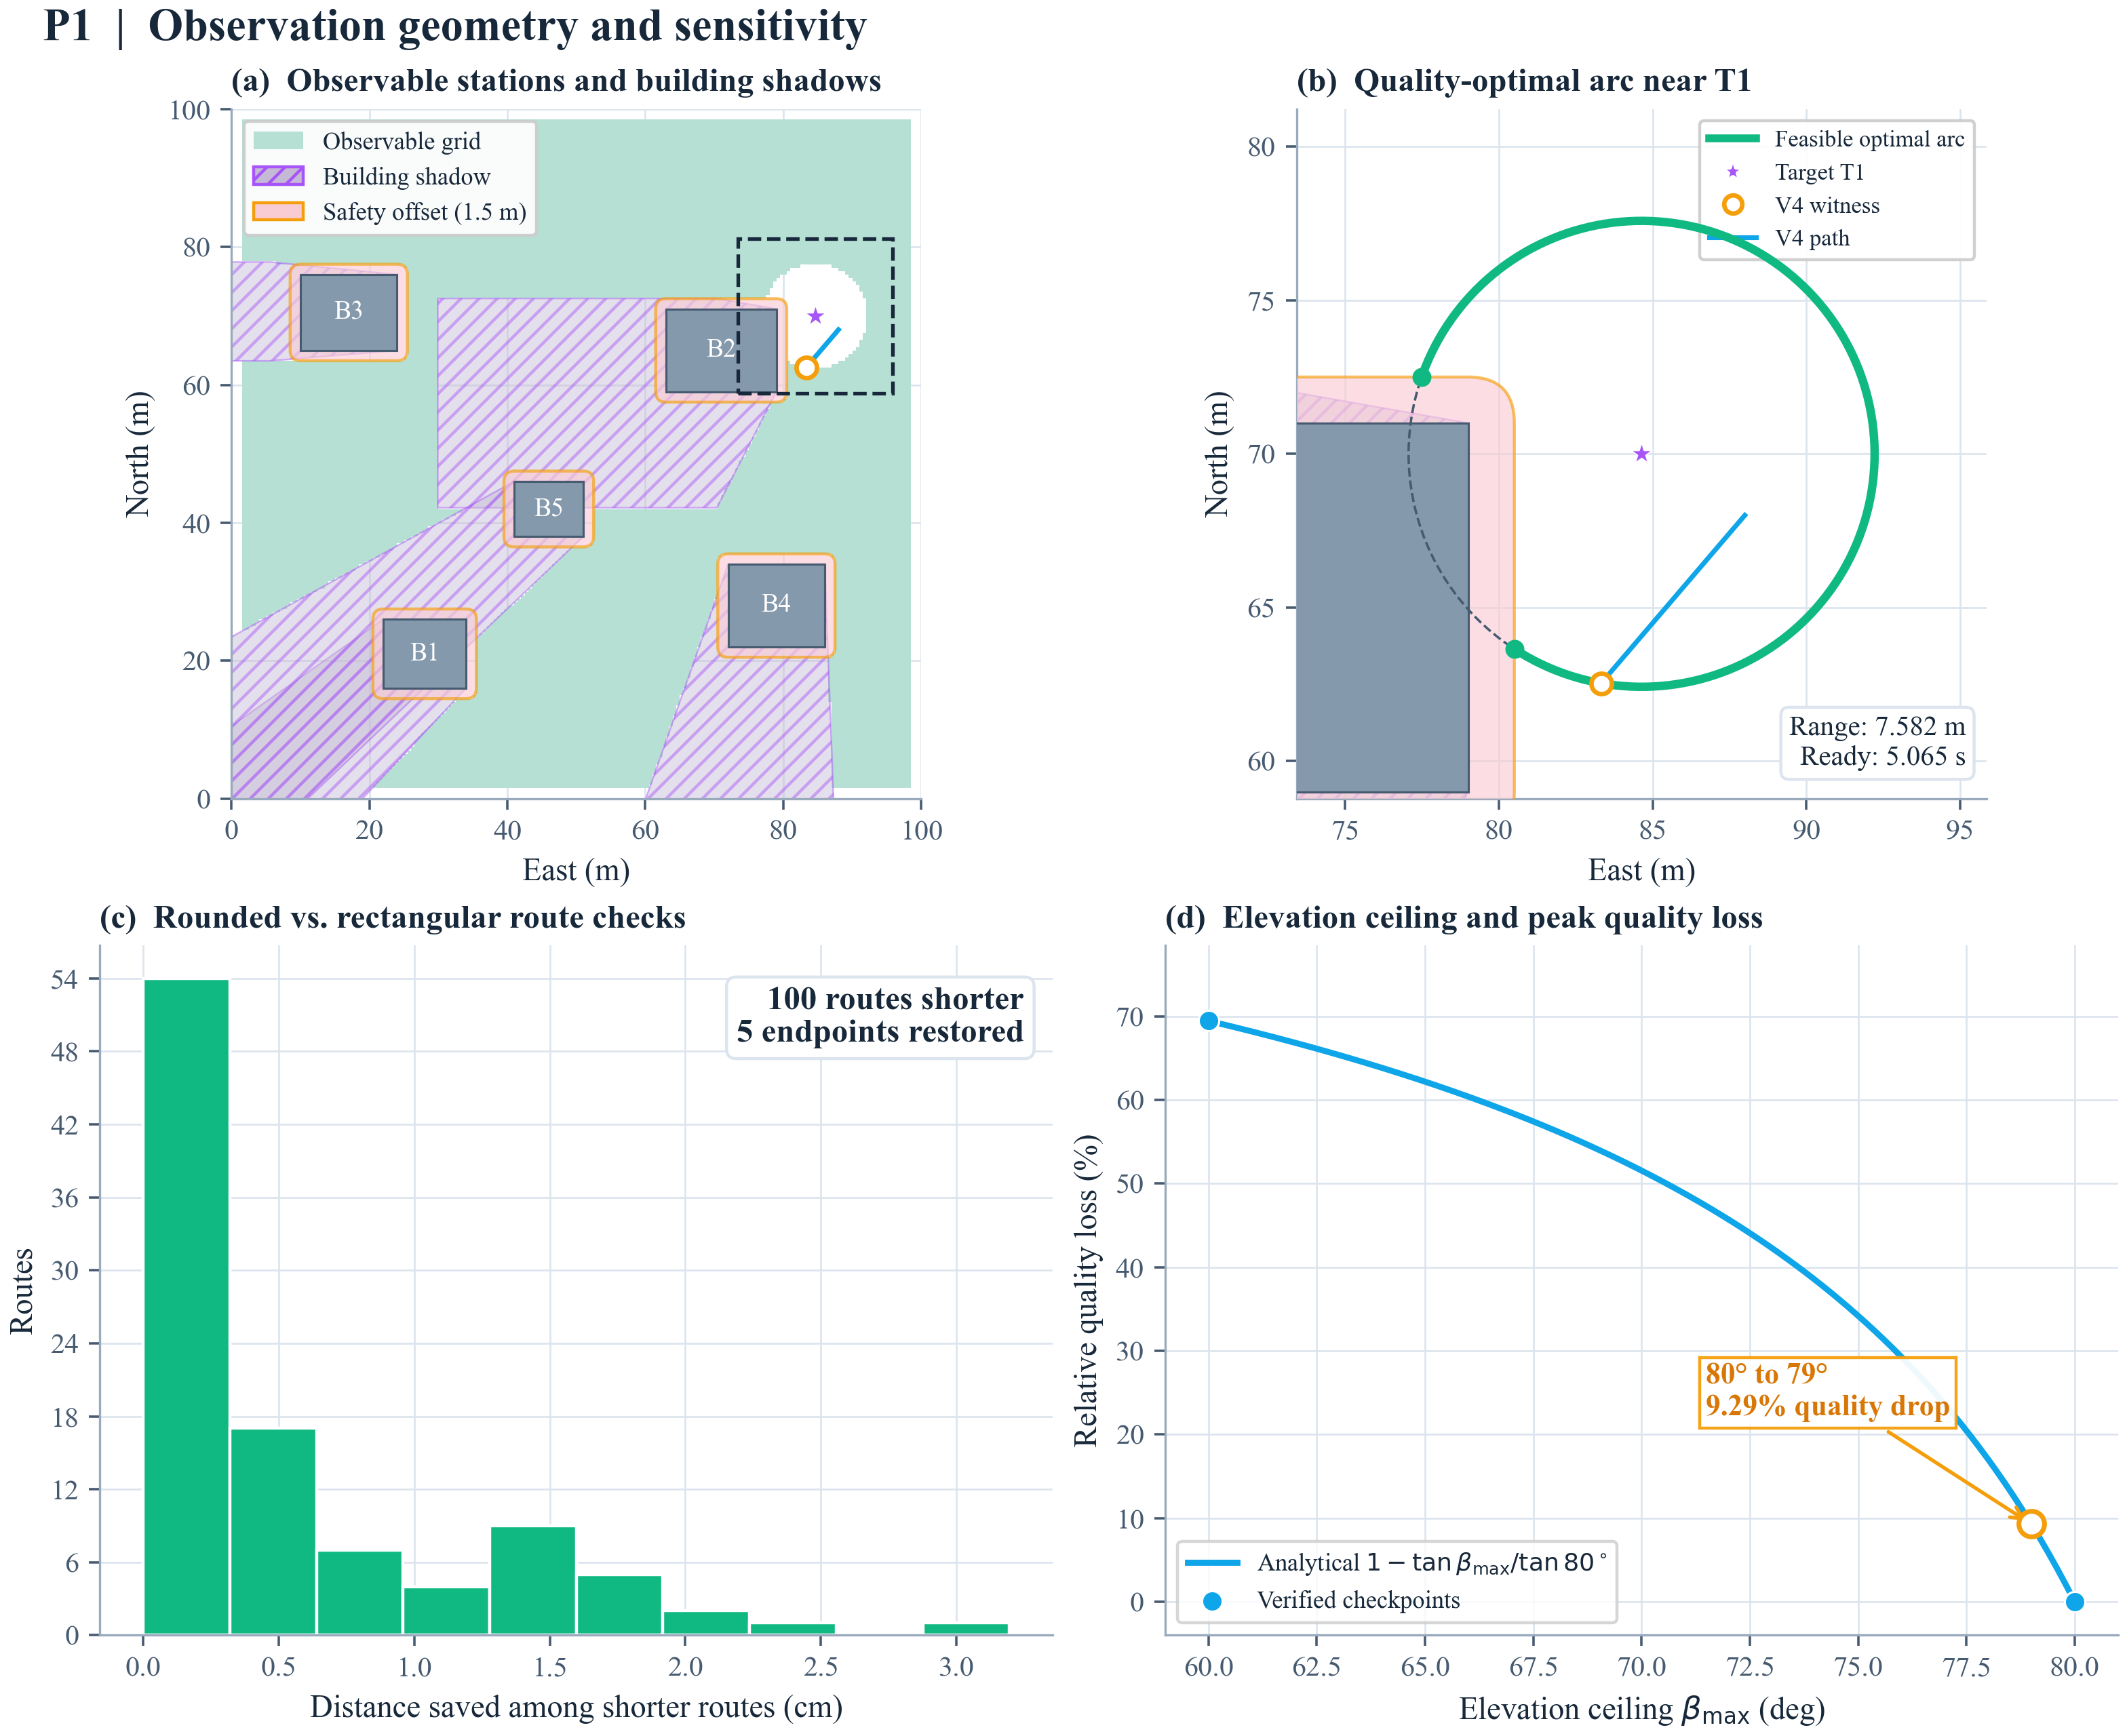 P1 | Observation geometry and sensitivity
(a) Observable stations and building shadows
100
80
60
40
20
0
North (m)
Observable grid
Building shadow
Safety offset (1.5 m)
B3
B2
B5
B4
B1
0 20 40 60 80 100
East (m)
(b) Quality-optimal arc near T1
80
75
70
65
60
North (m)
Feasible optimal arc
Target T1
V4 witness
V4 path
Range: 7.582 m
Ready: 5.065 s
75 80 85 90 95
East (m)
(c) Rounded vs. rectangular route checks
54
48
42
36
30
24
18
12
6
0
Routes
100 routes shorter
5 endpoints restored
0.0 0.5 1.0 1.5 2.0 2.5 3.0
Distance saved among shorter routes (cm)
(d) Elevation ceiling and peak quality loss
70
60
50
40
30
20
10
0
Relative quality loss (%)
80° to 79°
9.29% quality drop
Analytical 1 − tan β_max/tan 80°
Verified checkpoints
60.0 62.5 65.0 67.5 70.0 72.5 75.0 77.5 80.0
Elevation ceiling β_max (deg)